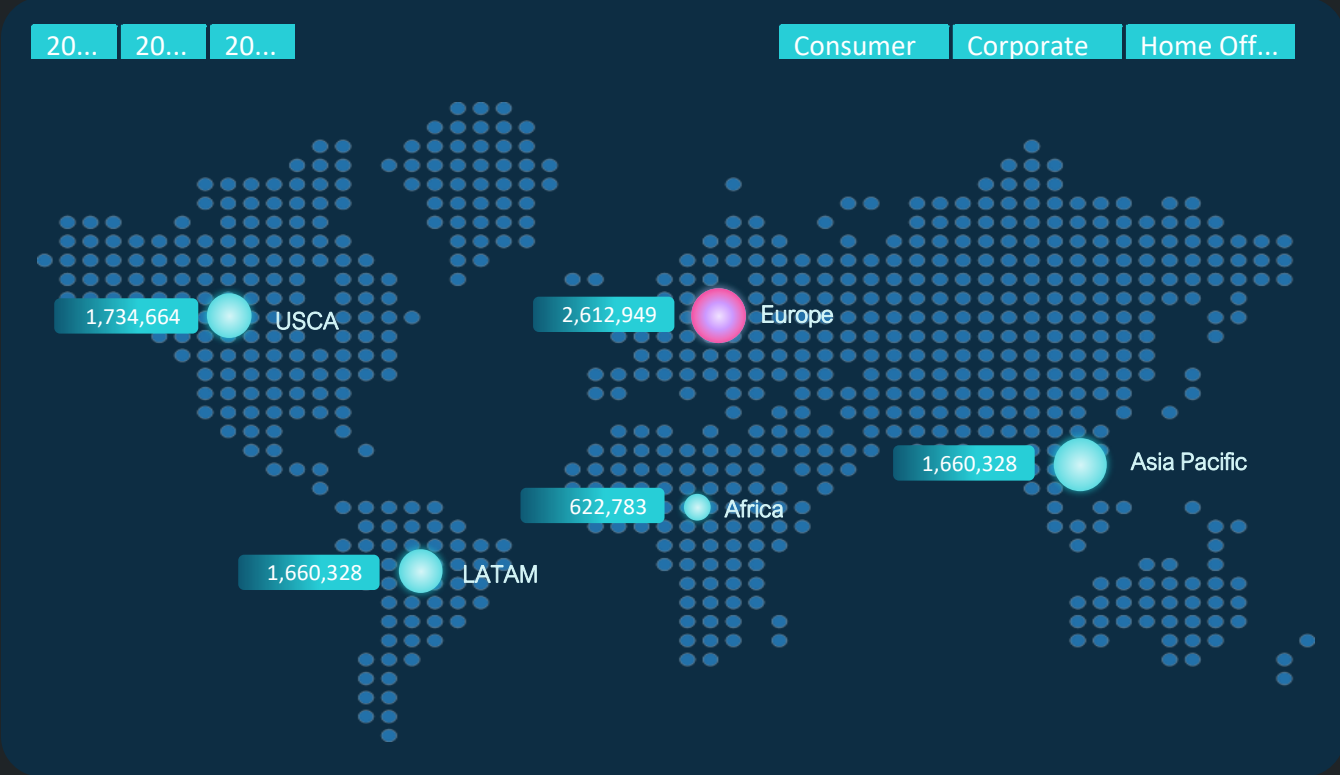 20...
20...
20...
Consumer
Corporate
Home Off...
1,734,664
USCA
2,612,949
Europe
1,660,328
Asia Pacific
622,783
Africa
1,660,328
LATAM